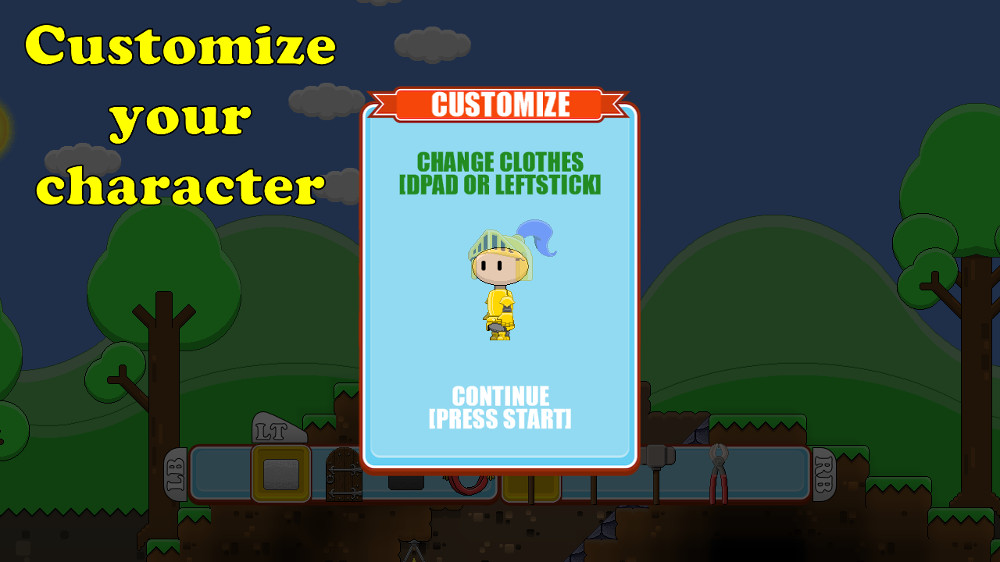 Customize
your
character
CUSTOMIZE
CHANGE CLOTHES
[DPAD OR LEFTSTICK]
CONTINUE
[PRESS START]
LT
LB
RB